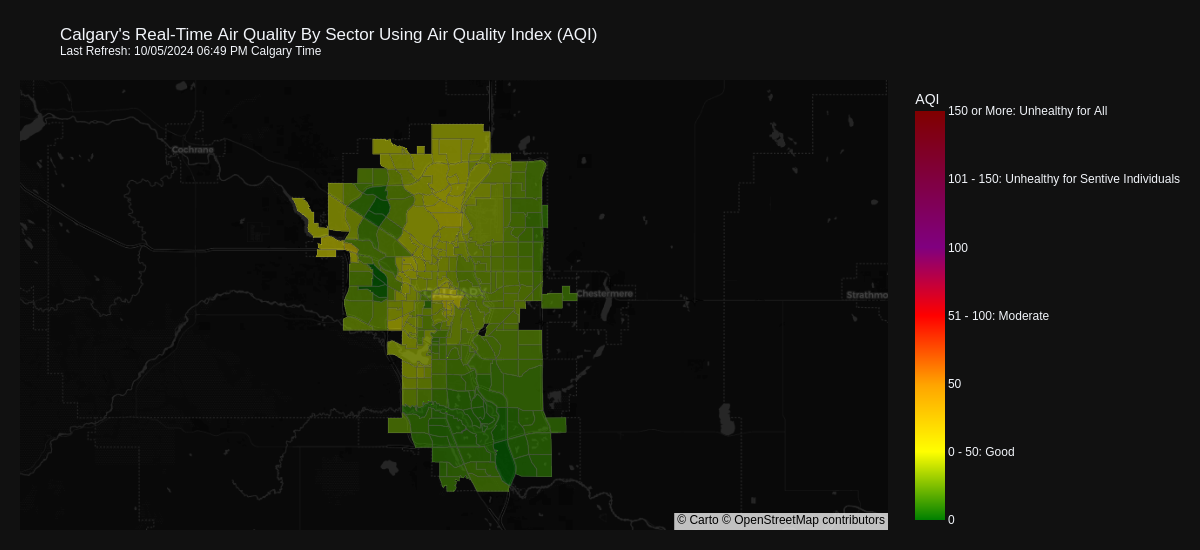 Calgary's Real-Time Air Quality By Sector Using Air Quality Index (AQI)
Last Refresh: 10/05/2024 06:49 PM Calgary Time
AQI
150 or More: Unhealthy for All
Cochrane
101 - 150: Unhealthy for Sentive Individuals
100
CALGARY
Chestermere
Strathmo
51 - 100: Moderate
50
0 - 50: Good
0
© Carto © OpenStreetMap contributors